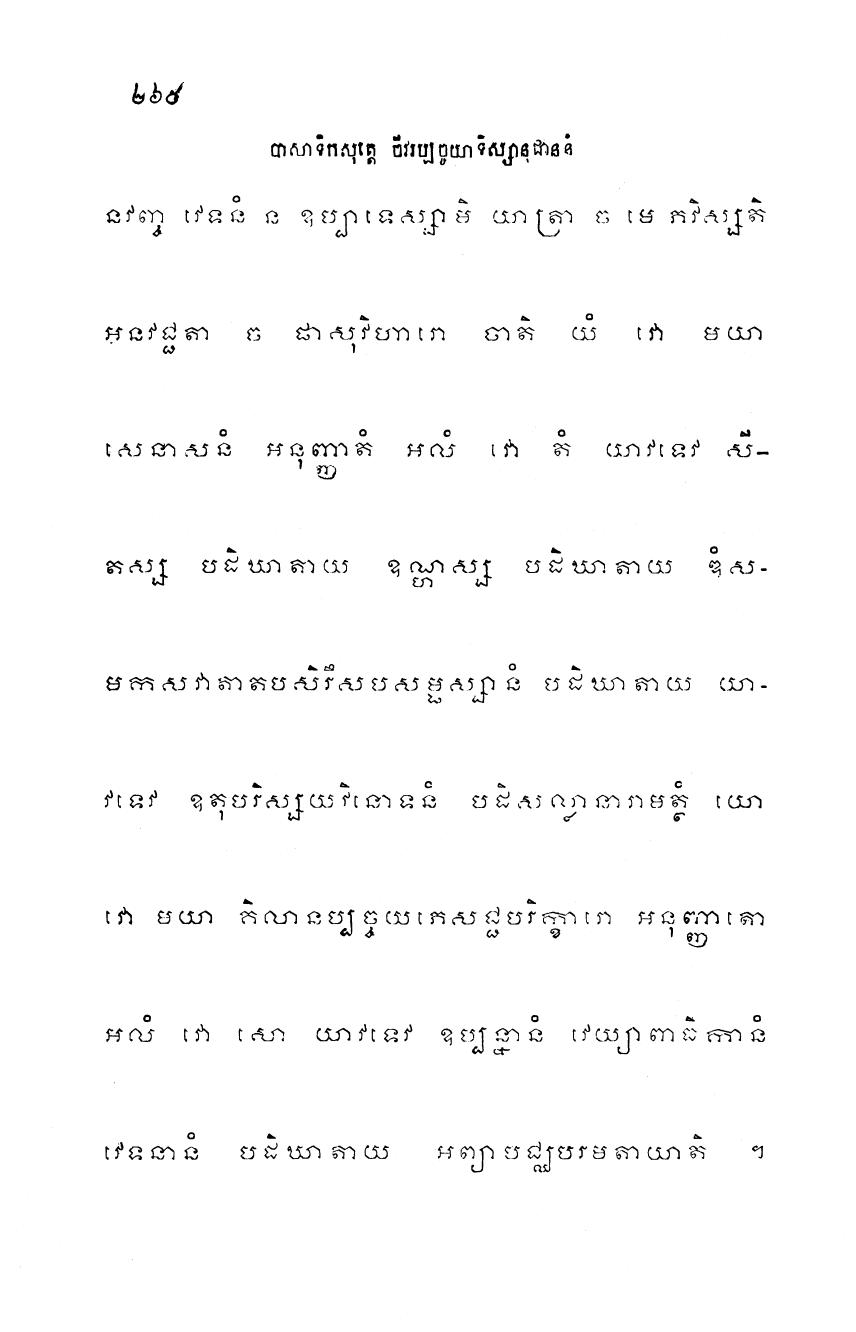 ២៦៩
បាសាទិកសុត្តេ ចីវរប្បច្ចយាទិស្សានុជាននំ
នវញ្ច វេទនំ ន ឧប្បាទេស្សាមិ យាត្រា ច មេ ភវិស្សតិ
អនវជ្ជតា ច ផាសុវិហារោ ចាតិ យំ វោ មយា
សេនាសនំ អនុញ្ញាតំ អលំ វោ តំ យាវទេវ សី-
តស្ស បដិឃាតាយ ឧណ្ហស្ស បដិឃាតាយ ឌុំស-
មកសវាតាតបសិរឹសបសម្ផស្សានំ បដិឃាតាយ យា-
វទេវ ឧតុបរិស្សយវិនោទនំ បដិសល្លានារាមត្ថំ យោ
វោ មយា គិលានប្បច្ចយភេសជ្ជបរិក្ខារោ អនុញ្ញាតោ
អលំ វោ សោ យាវទេវ ឧប្បន្នានំ វេយ្យាពាធិកានំ
វេទនានំ បដិឃាតាយ អព្យាបជ្ឈបរមតាយាតិ ។